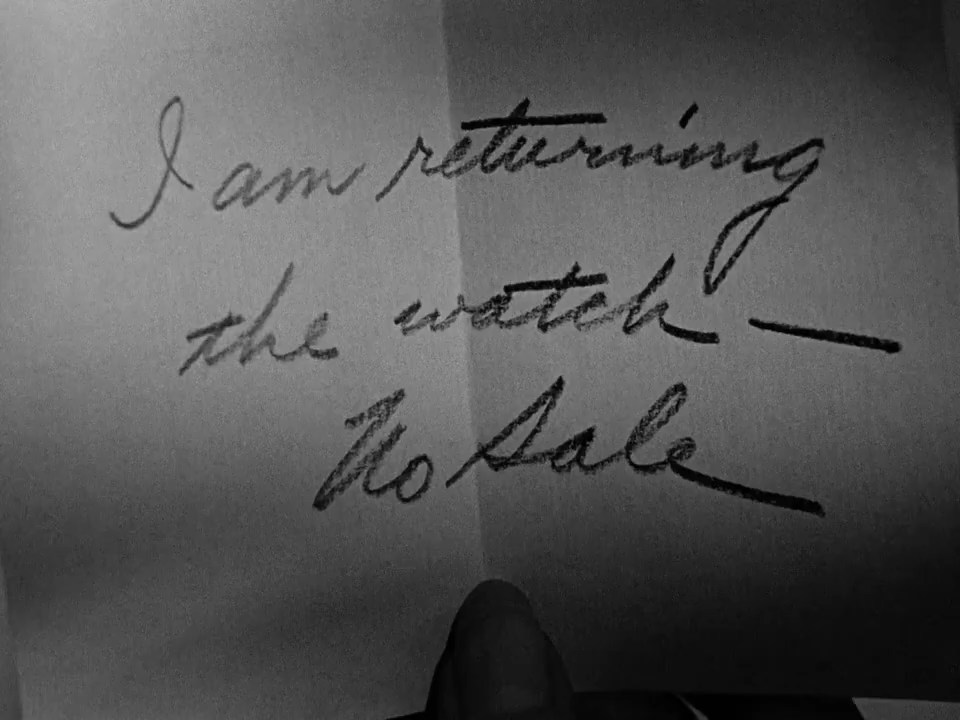 I am returning
the watch —
No Sale